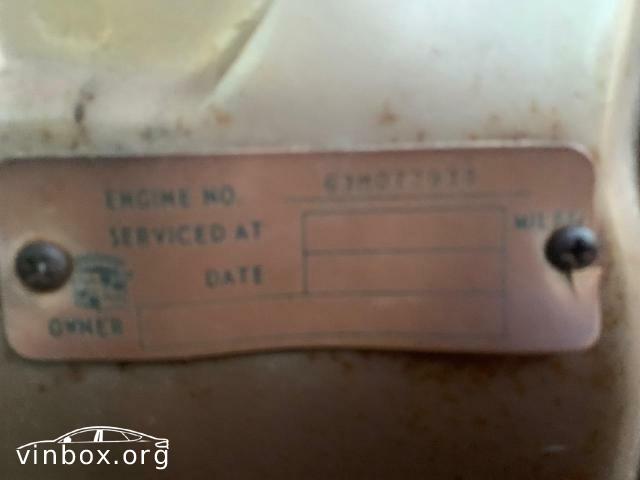 ENGINE NO.
SERVICED AT
DATE
OWNER
vinbox.org